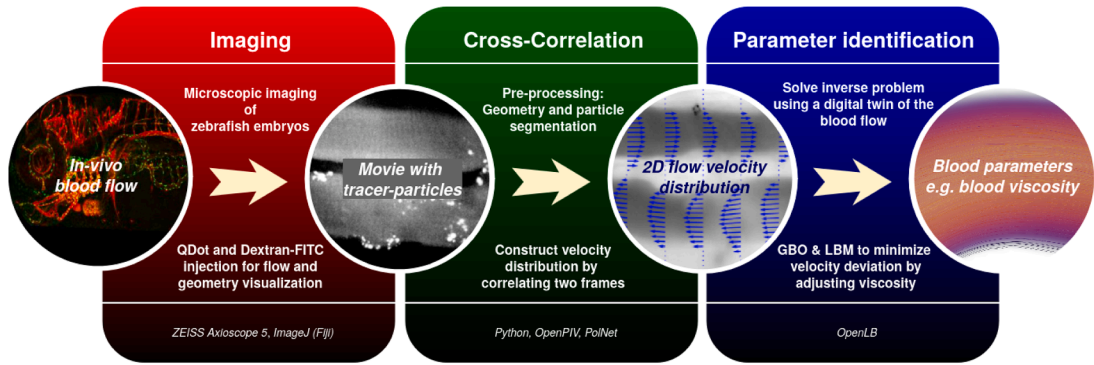 Imaging
Cross-Correlation
Parameter identification
Microscopic imaging
of
zebrafish embryos
Pre-processing:
Geometry and particle
segmentation
Solve inverse problem
using a digital twin of the
blood flow
In-vivo
blood flow
Movie with
tracer-particles
2D flow velocity
distribution
Blood parameters
e.g. blood viscosity
QDot and Dextran-FITC
injection for flow and
geometry visualization
Construct velocity
distribution by
correlating two frames
GBO & LBM to minimize
velocity deviation by
adjusting viscosity
ZEISS Axioscope 5, ImageJ (Fiji)
Python, OpenPIV, PolNet
OpenLB